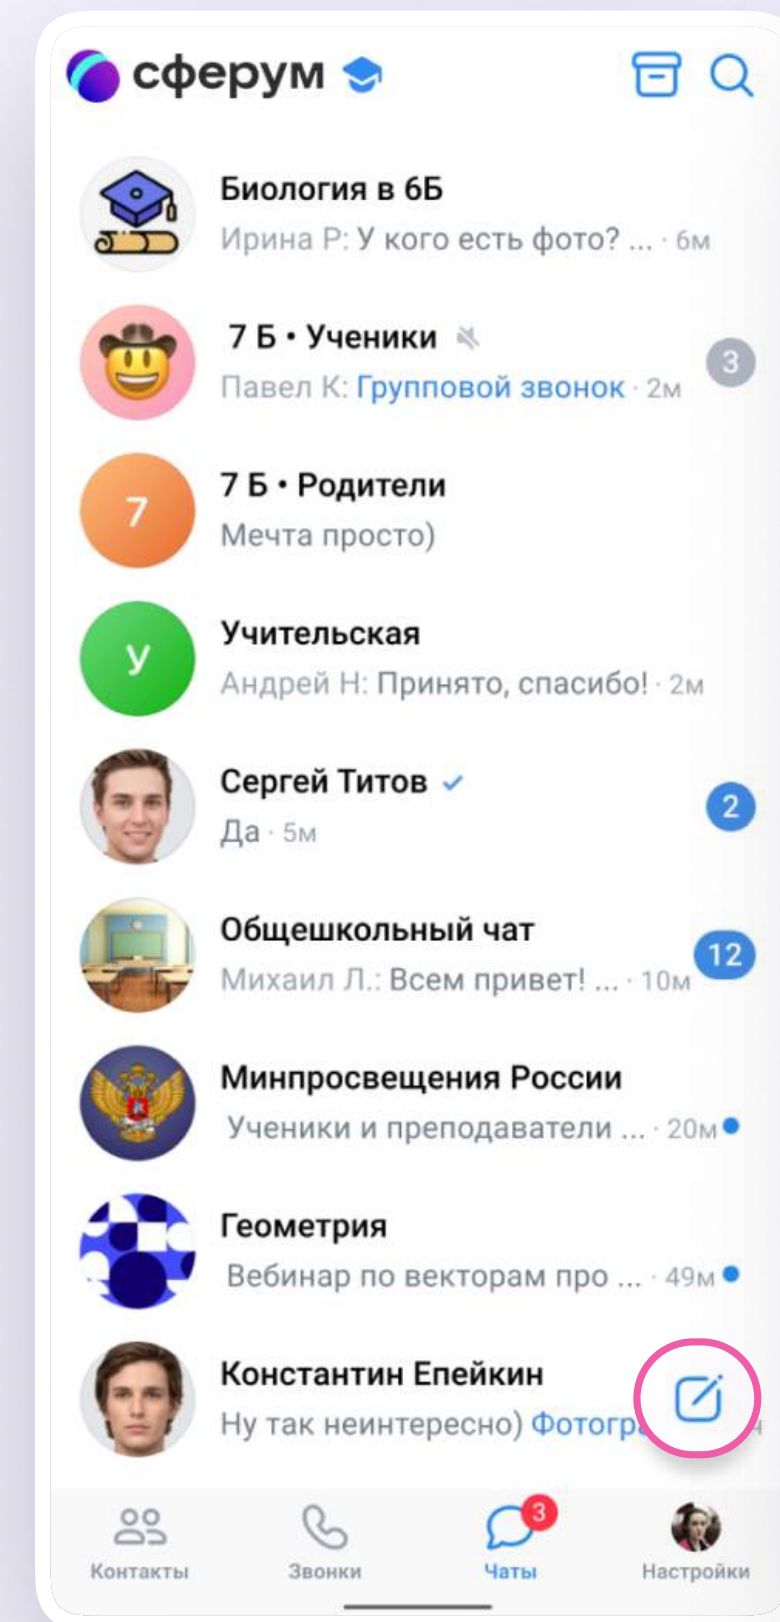 сферум
Биология в 6Б
Ирина Р: У кого есть фото? ... · 6м
7 Б • Ученики
Павел К: Групповой звонок · 2м
3
7
7 Б • Родители
Мечта просто)
У
Учительская
Андрей Н: Принято, спасибо! · 2м
Сергей Титов
Да · 5м
2
Общешкольный чат
Михаил Л.: Всем привет! ... · 10м
12
Минпросвещения России
Ученики и преподаватели ... · 20м
Геометрия
Вебинар по векторам про ... · 49м
Константин Епейкин
Ну так неинтересно)
3
Контакты
Звонки
Чаты
Настройки